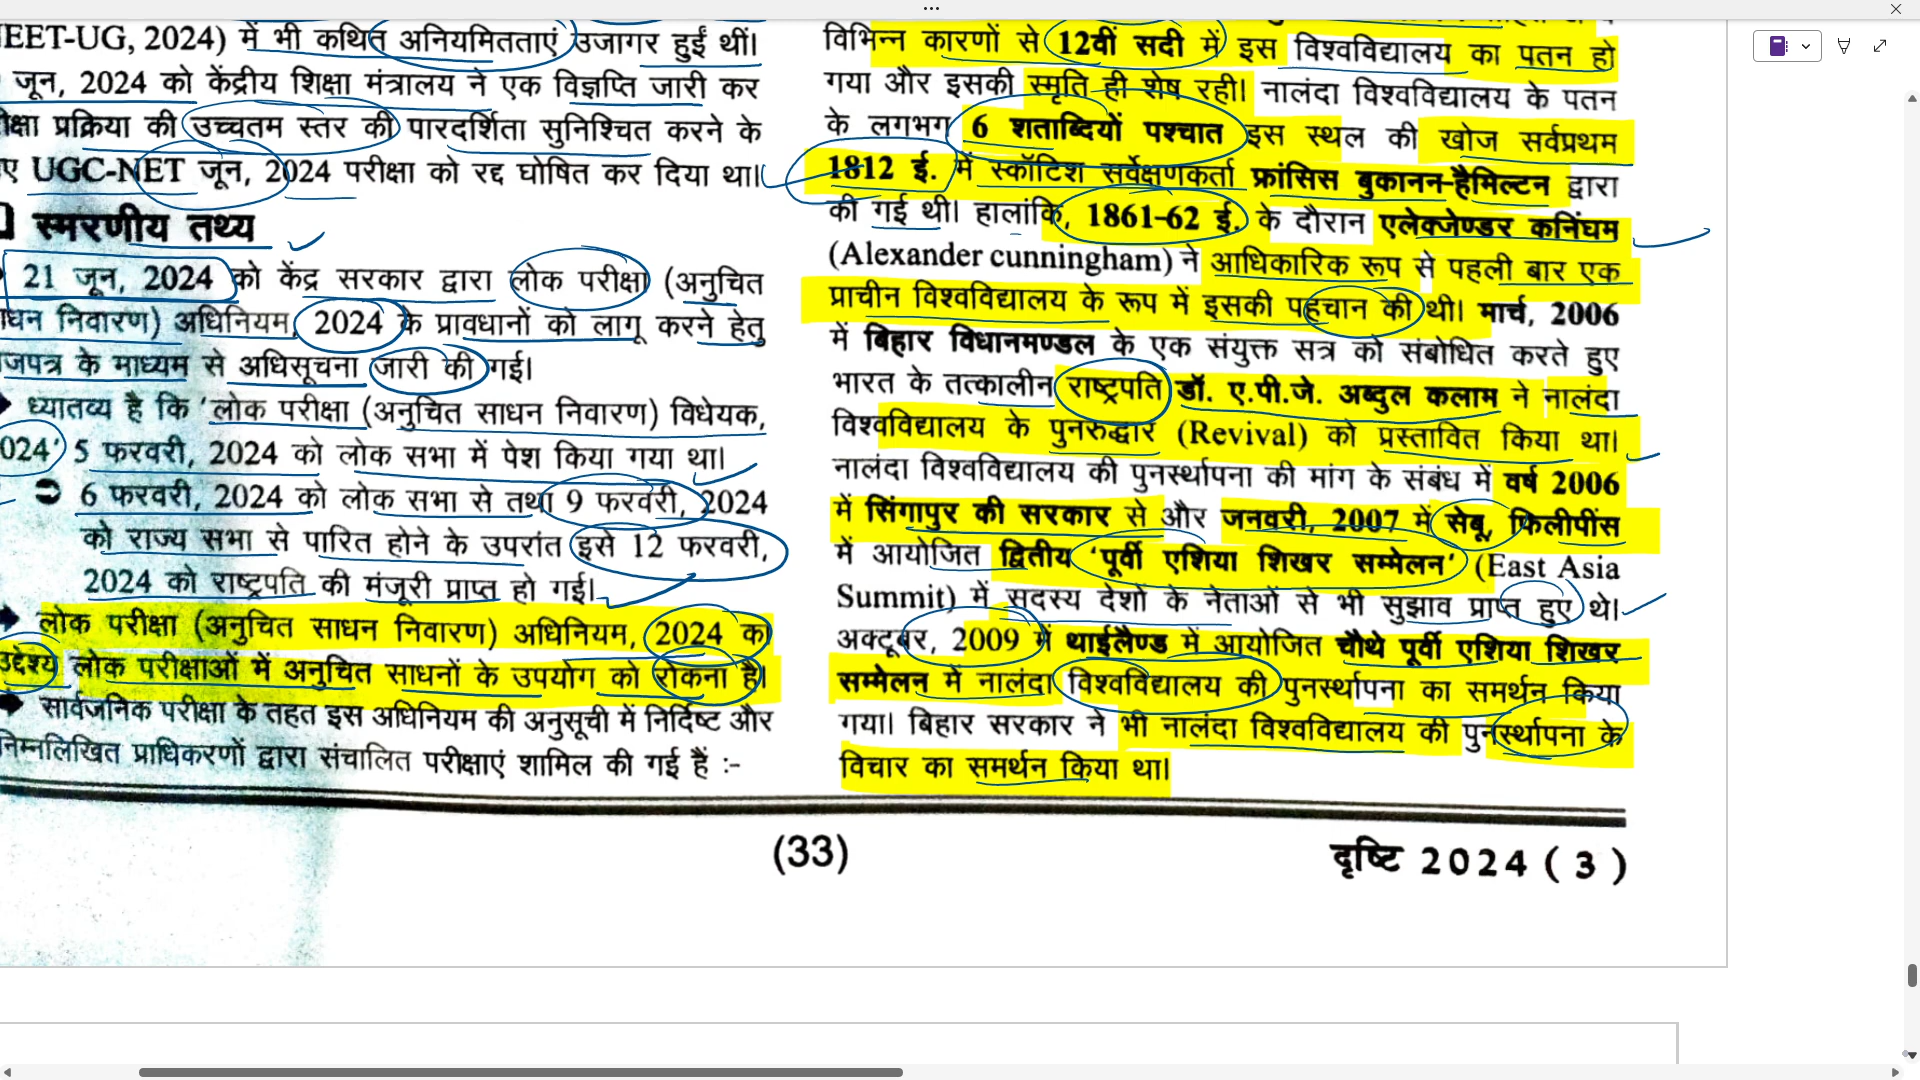 EET-UG, 2024) में भी कथित अनियमितताएं उजागर हुईं थीं।
जून, 2024 को केंद्रीय शिक्षा मंत्रालय ने एक विज्ञप्ति जारी कर
प्रक्रिया की उच्चतम स्तर की पारदर्शिता सुनिश्चित करने के
UGC-NET जून, 2024 परीक्षा को रद्द घोषित कर दिया था।
स्मरणीय तथ्य
21 जून, 2024 को केंद्र सरकार द्वारा लोक परीक्षा (अनुचित
निवारण) अधिनियम, 2024 के प्रावधानों को लागू करने हेतु
के माध्यम से अधिसूचना जारी की गई।
ध्यातव्य है कि 'लोक परीक्षा (अनुचित साधन निवारण) विधेयक,
024' 5 फरवरी, 2024 को लोक सभा में पेश किया गया था।
➲ 6 फरवरी, 2024 को लोक सभा से तथा 9 फरवरी, 2024
को राज्य सभा से पारित होने के उपरांत इसे 12 फरवरी,
2024 को राष्ट्रपति की मंजूरी प्राप्त हो गई।
लोक परीक्षा (अनुचित साधन निवारण) अधिनियम, 2024 का
उद्देश्य लोक परीक्षाओं में अनुचित साधनों के उपयोग को रोकना है।
सार्वजनिक परीक्षा के तहत इस अधिनियम की अनुसूची में निर्दिष्ट और
निम्नलिखित प्राधिकरणों द्वारा संचालित परीक्षाएं शामिल की गई हैं :-
विभिन्न कारणों से 12वीं सदी में इस विश्वविद्यालय का पतन हो
गया और इसकी स्मृति ही शेष रही। नालंदा विश्वविद्यालय के पतन
के लगभग 6 शताब्दियों पश्चात इस स्थल की खोज सर्वप्रथम
1812 ई. में स्कॉटिश सर्वेक्षणकर्ता फ्रांसिस बुकानन-हैमिल्टन द्वारा
की गई थी। हालांकि, 1861-62 ई. के दौरान एलेक्जेण्डर कनिंघम
(Alexander cunningham) ने आधिकारिक रूप से पहली बार एक
प्राचीन विश्वविद्यालय के रूप में इसकी पहचान की थी। मार्च, 2006
में बिहार विधानमण्डल के एक संयुक्त सत्र को संबोधित करते हुए
भारत के तत्कालीन राष्ट्रपति डॉ. ए.पी.जे. अब्दुल कलाम ने नालंदा
विश्वविद्यालय के पुनरुद्धार (Revival) को प्रस्तावित किया था।
नालंदा विश्वविद्यालय की पुनर्स्थापना की मांग के संबंध में वर्ष 2006
में सिंगापुर की सरकार से और जनवरी, 2007 में सेबू, फिलीपींस
में आयोजित द्वितीय 'पूर्वी एशिया शिखर सम्मेलन' (East Asia
Summit) में सदस्य देशों के नेताओं से भी सुझाव प्राप्त हुए थे।
अक्टूबर, 2009 में थाईलैण्ड में आयोजित चौथे पूर्वी एशिया शिखर
सम्मेलन में नालंदा विश्वविद्यालय की पुनर्स्थापना का समर्थन किया
गया। बिहार सरकार ने भी नालंदा विश्वविद्यालय की पुनर्स्थापना के
विचार का समर्थन किया था।
(33)
दृष्टि 2024 ( 3 )